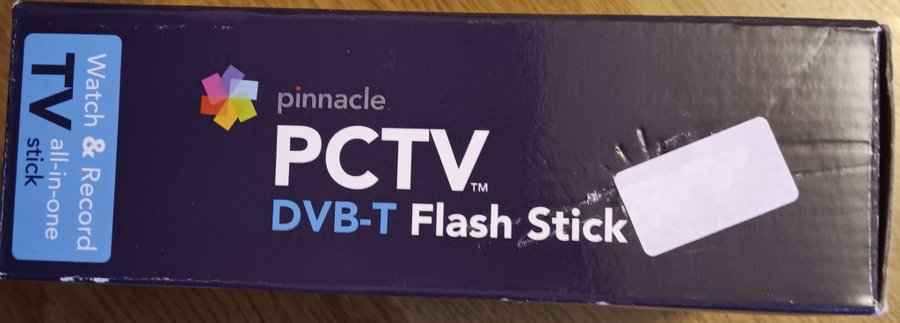 Watch & Record
all-in-one
TV stick
pinnacle
PCTV™
DVB-T Flash Stick